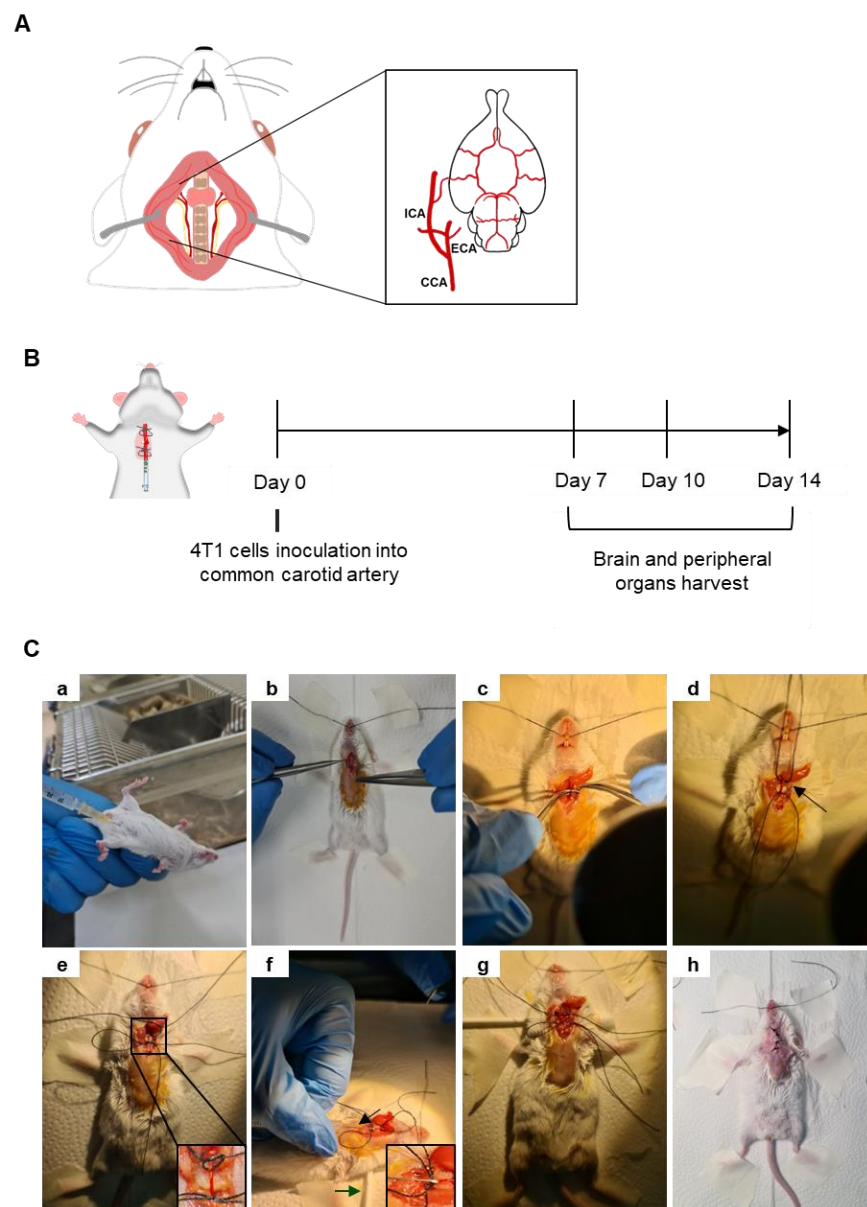 A
ICA
ECA
CCA
B
Day 0
Day 7
Day 10
Day 14
4T1 cells inoculation into
common carotid artery
Brain and peripheral
organs harvest
C
a
b
c
d
e
f
g
h